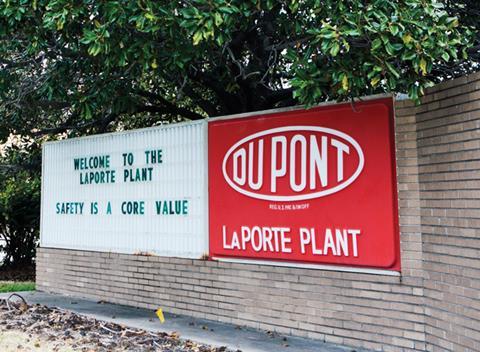 WELCOME TO THE
LAPORTE PLANT
SAFETY IS A CORE VALUE
DU PONT
REG. U.S. PAT. & TM OFF.
LaPORTE PLANT